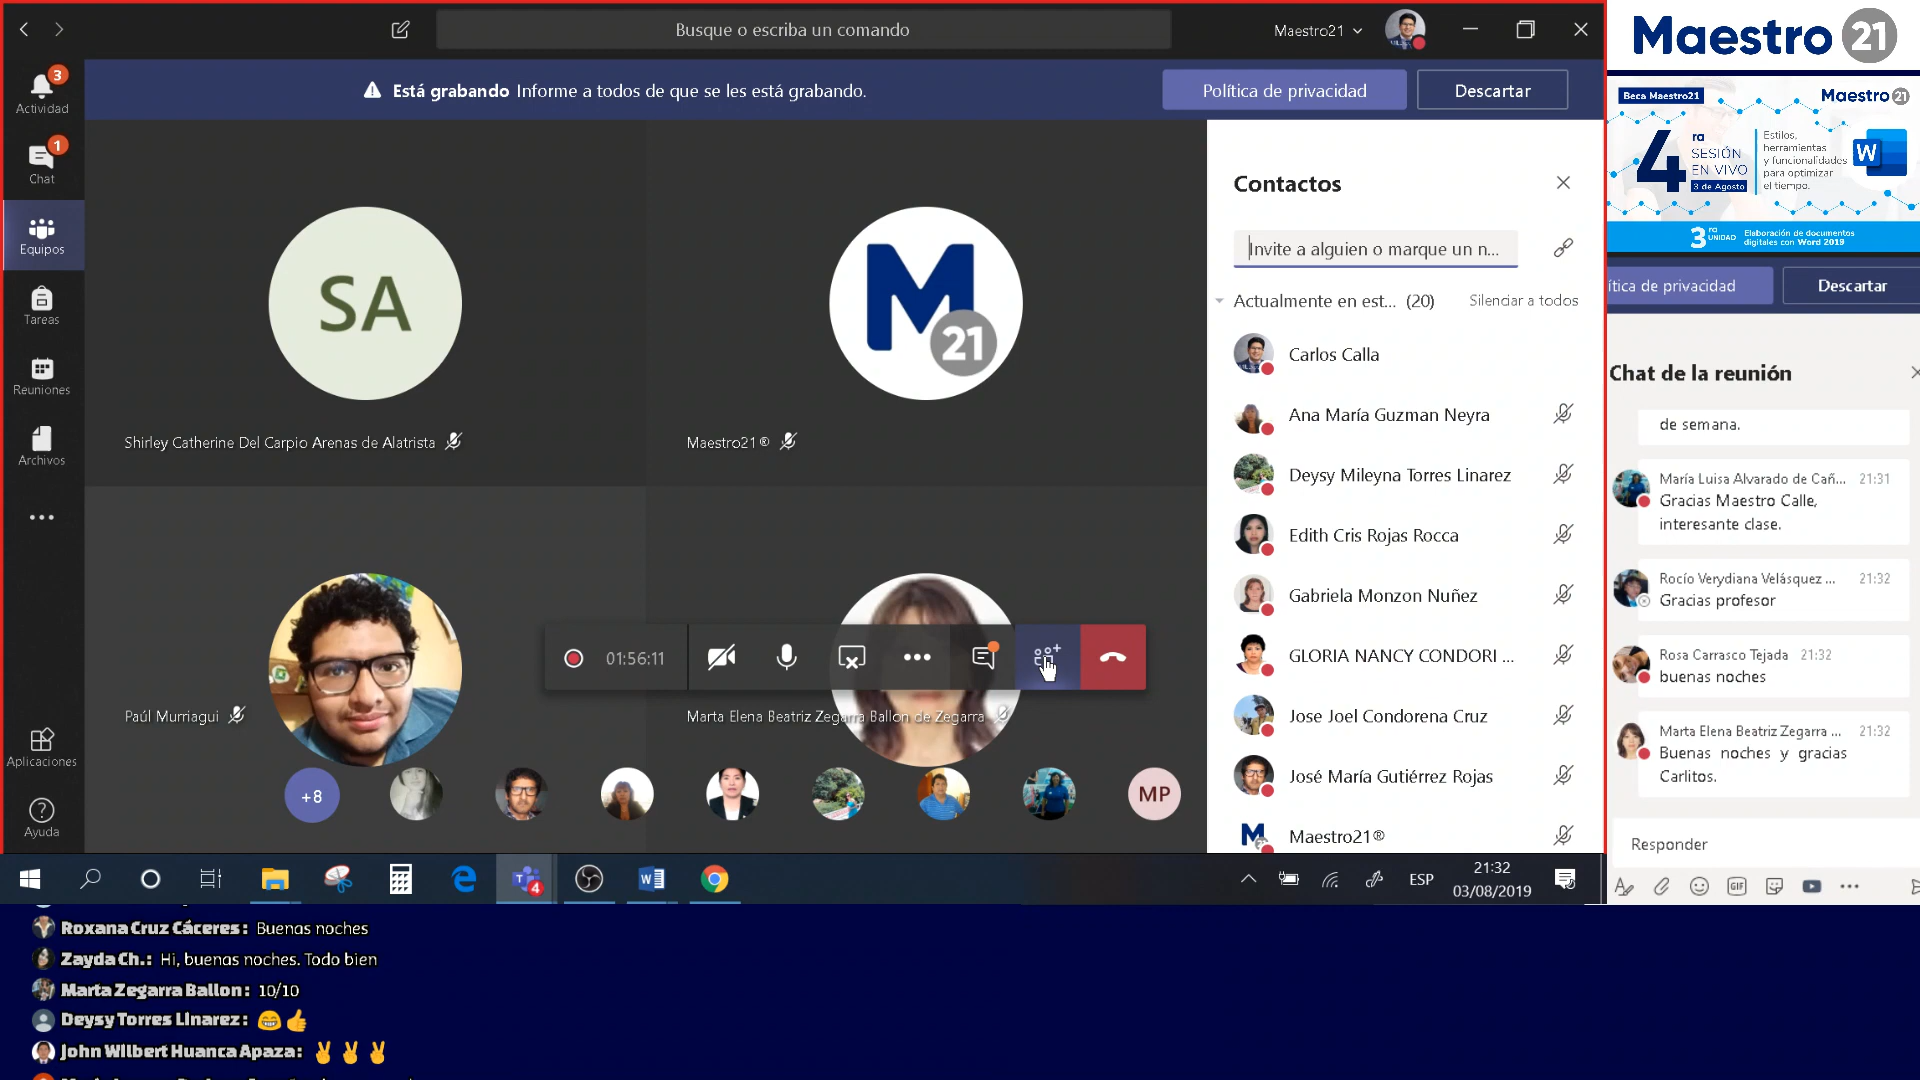 Busque o escriba un comando
Maestro21
Maestro 21
3
Actividad
1
Chat
Equipos
Tareas
Reuniones
Archivos
Aplicaciones
Ayuda
Está grabando Informe a todos de que se les está grabando.
Política de privacidad
Descartar
SA
Shirley Catherine Del Carpio Arenas de Alatrista
M 21
Maestro21®
Paúl Murriagui
01:56:11
Marta Elena Beatriz Zegarra Ballon de Zegarra
+8
MP
Contactos
Invite a alguien o marque un n...
Actualmente en est... (20)
Silenciar a todos
Carlos Calla
Ana María Guzman Neyra
Deysy Mileyna Torres Linarez
Edith Cris Rojas Rocca
Gabriela Monzon Nuñez
GLORIA NANCY CONDORI ...
Jose Joel Condorena Cruz
José María Gutiérrez Rojas
Maestro21®
Beca Maestro21
Maestro 21
4 ra
SESIÓN
EN VIVO
3 de Agosto
Estilos,
herramientas
y funcionalidades
para optimizar
el tiempo.
W
3 ra UNIDAD
Elaboración de documentos
digitales con Word 2019
ítica de privacidad
Descartar
Chat de la reunión
de semana.
María Luisa Alvarado de Cañ... 21:31
Gracias Maestro Calle,
interesante clase.
Rocío Verydiana Velásquez ... 21:32
Gracias profesor
Rosa Carrasco Tejada 21:32
buenas noches
Marta Elena Beatriz Zegarra ... 21:32
Buenas noches y gracias
Carlitos.
Responder
GIF
4
ESP
21:32
03/08/2019
Roxana Cruz Cáceres: Buenas noches
Zayda Ch.: Hi, buenas noches. Todo bien
Marta Zegarra Ballon: 10/10
Deysy Torres Linarez: 😁👍
John Wilbert Huanca Apaza: ✌✌✌